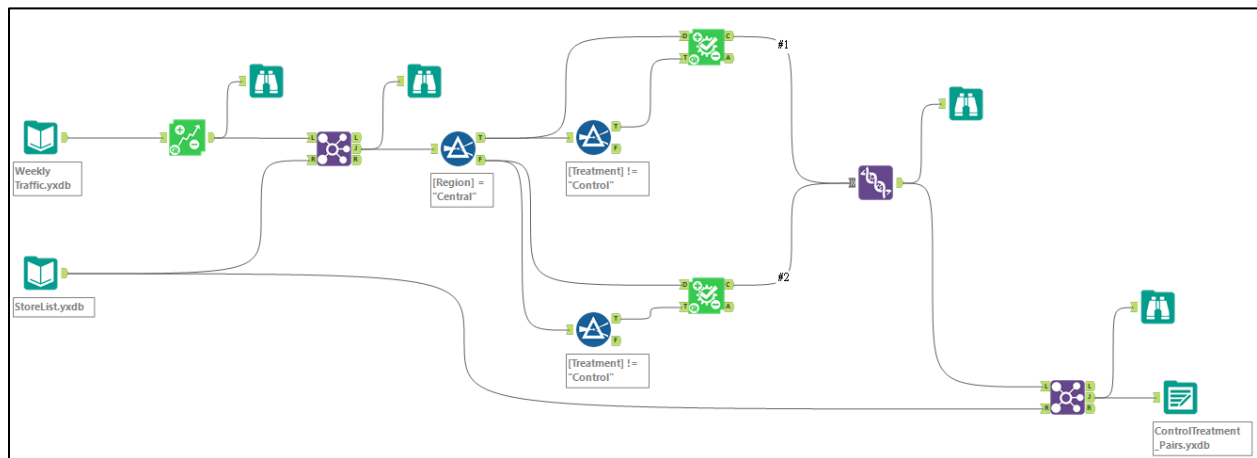 #1
D
C
T
A
L
L
J
R
R
T
F
T
F
Weekly
Traffic.yxdb
[Region] =
"Central"
[Treatment] !=
"Control"
#2
D
C
T
A
StoreList.yxdb
T
F
[Treatment] !=
"Control"
L
L
J
R
R
ControlTreatment
_Pairs.yxdb